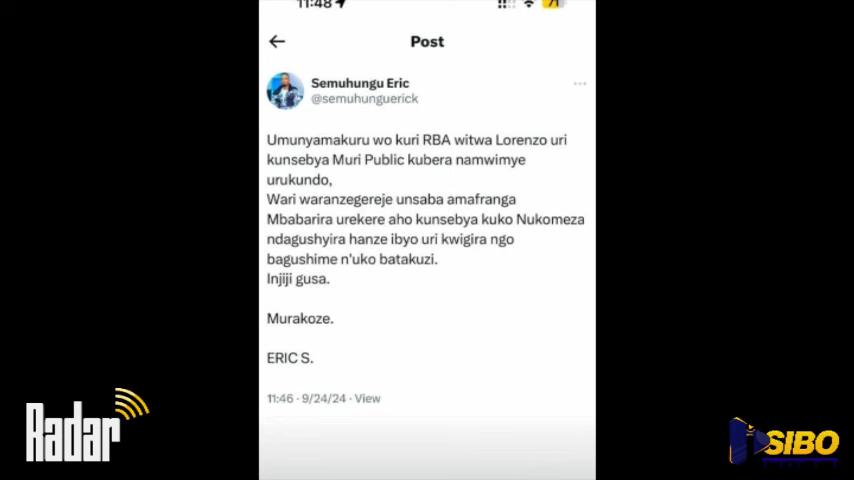 11:48
71
Post
Semuhungu Eric
@semuhunguerick
Umunyamakuru wo kuri RBA witwa Lorenzo uri
kunsebya Muri Public kubera namwimye
urukundo,
Wari waranzegereje unsaba amafranga
Mbabarira urekere aho kunsebya kuko Nukomeza
ndagushyira hanze ibyo uri kwigira ngo
bagushime n'uko batakuzi.
Injiji gusa.
Murakoze.
ERIC S.
11:46 · 9/24/24 · View
Radar
ISIBO